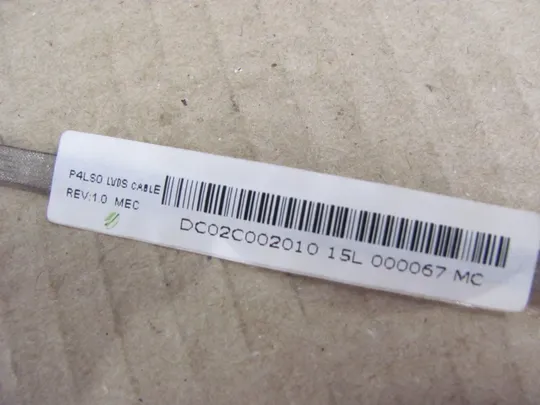 P4LS0 LVDS CABLE
REV:1.0 MEC
DC02C002010 15L 000067 MC